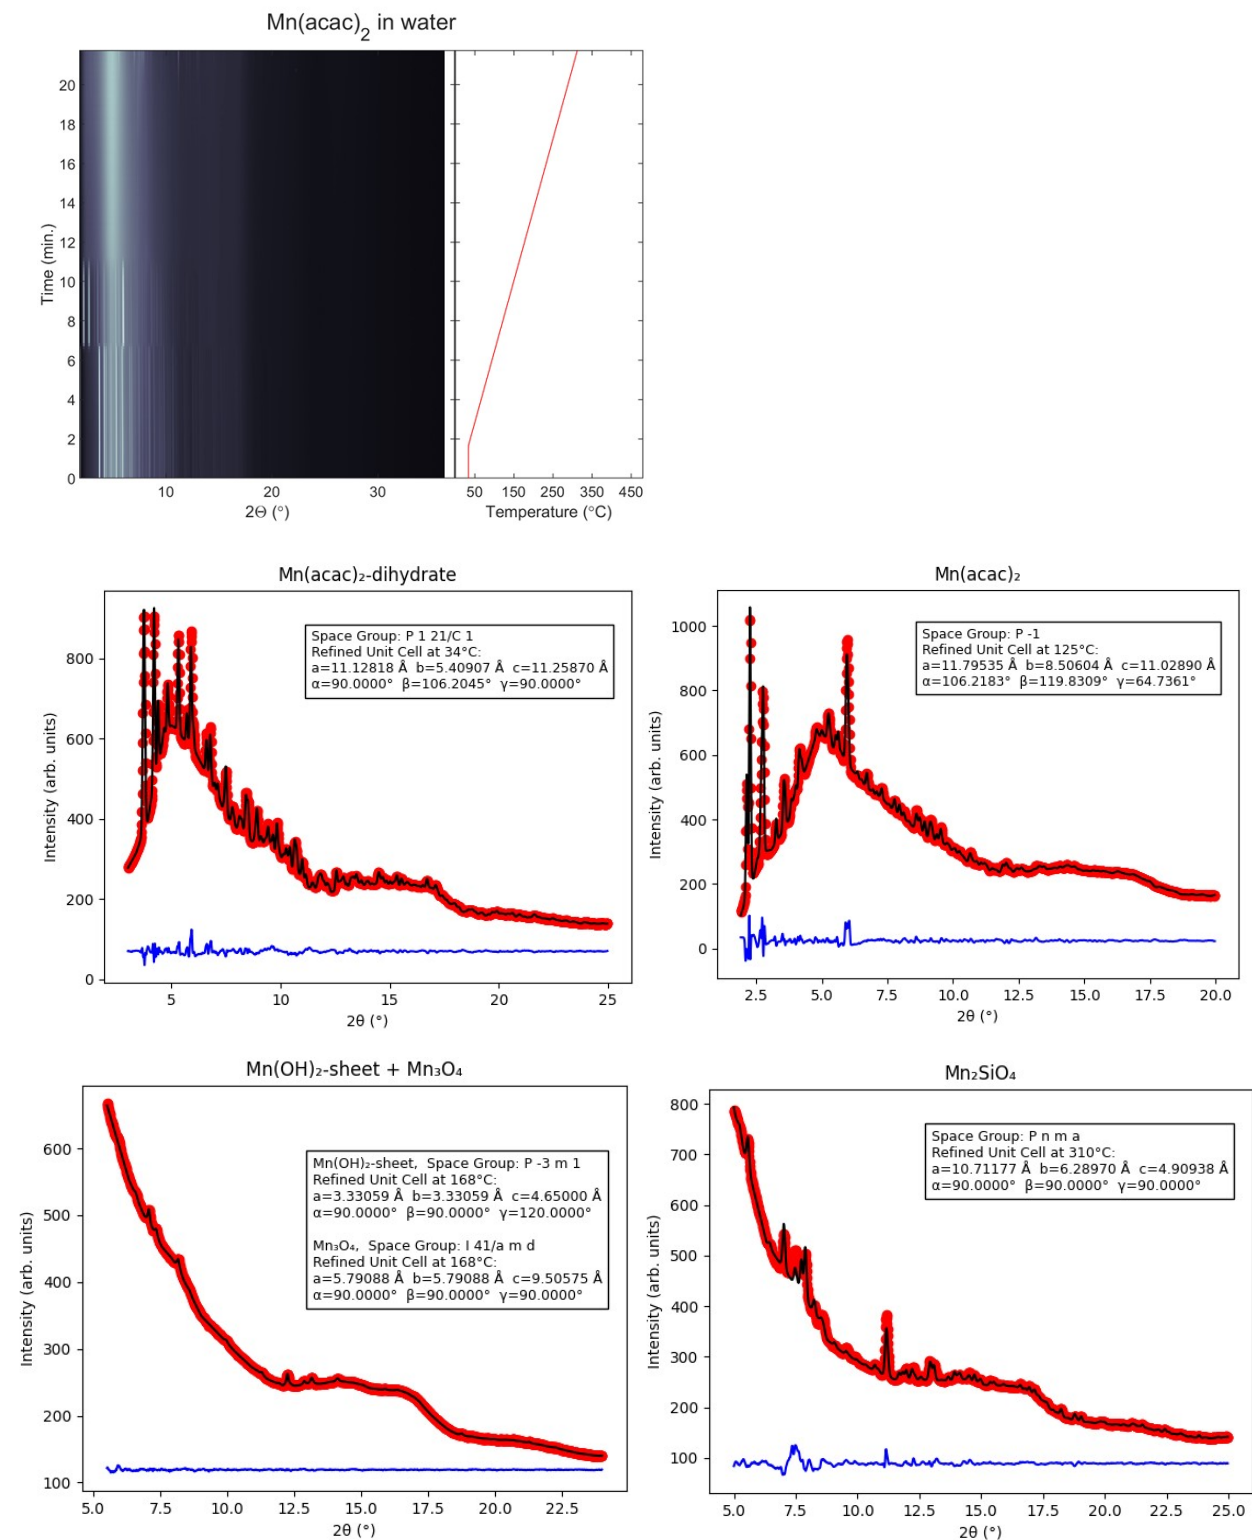 Mn(acac)₂ in water
20
18
16
14
12
10
8
6
4
2
0
Time (min.)
10 20 30
2Θ (°)
50 150 250 350 450
Temperature (°C)
Mn(acac)₂-dihydrate
Space Group: P 1 21/C 1
Refined Unit Cell at 34°C:
a=11.12818 Å b=5.40907 Å c=11.25870 Å
α=90.0000° β=106.2045° γ=90.0000°
800
600
400
200
0
Intensity (arb. units)
5 10 15 20 25
2θ (°)
Mn(acac)₂
Space Group: P -1
Refined Unit Cell at 125°C:
a=11.79535 Å b=8.50604 Å c=11.02890 Å
α=106.2183° β=119.8309° γ=64.7361°
1000
800
600
400
200
0
Intensity (arb. units)
2.5 5.0 7.5 10.0 12.5 15.0 17.5 20.0
2θ (°)
Mn(OH)₂-sheet + Mn₃O₄
Mn(OH)₂-sheet, Space Group: P -3 m 1
Refined Unit Cell at 168°C:
a=3.33059 Å b=3.33059 Å c=4.65000 Å
α=90.0000° β=90.0000° γ=120.0000°
Mn₃O₄, Space Group: I 41/a m d
Refined Unit Cell at 168°C:
a=5.79088 Å b=5.79088 Å c=9.50575 Å
α=90.0000° β=90.0000° γ=90.0000°
600
500
400
300
200
100
Intensity (arb. units)
5.0 7.5 10.0 12.5 15.0 17.5 20.0 22.5
2θ (°)
Mn₂SiO₄
Space Group: P n m a
Refined Unit Cell at 310°C:
a=10.71177 Å b=6.28970 Å c=4.90938 Å
α=90.0000° β=90.0000° γ=90.0000°
800
700
600
500
400
300
200
100
Intensity (arb. units)
5.0 7.5 10.0 12.5 15.0 17.5 20.0 22.5 25.0
2θ (°)